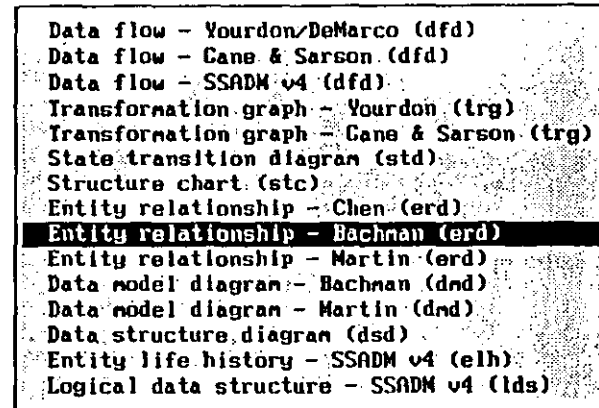 Data flow - Yourdon/DeMarco (dfd)
Data flow - Cane & Sarson (dfd)
Data flow - SSADM v4 (dfd)
Transformation graph - Yourdon (trg)
Transformation graph - Cane & Sarson (trg)
State transition diagram (std)
Structure chart (stc)
Entity relationship - Chen (erd)
Entity relationship - Bachman (erd)
Entity relationship - Martin (erd)
Data model diagram - Bachman (dmd)
Data model diagram - Martin (dmd)
Data structure diagram (dsd)
Entity life history - SSADM v4 (elh)
Logical data structure - SSADM v4 (lds)